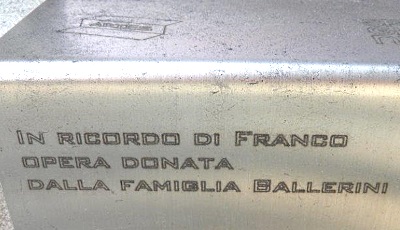 In ricordo di Franco
opera donata
dalla famiglia Ballerini